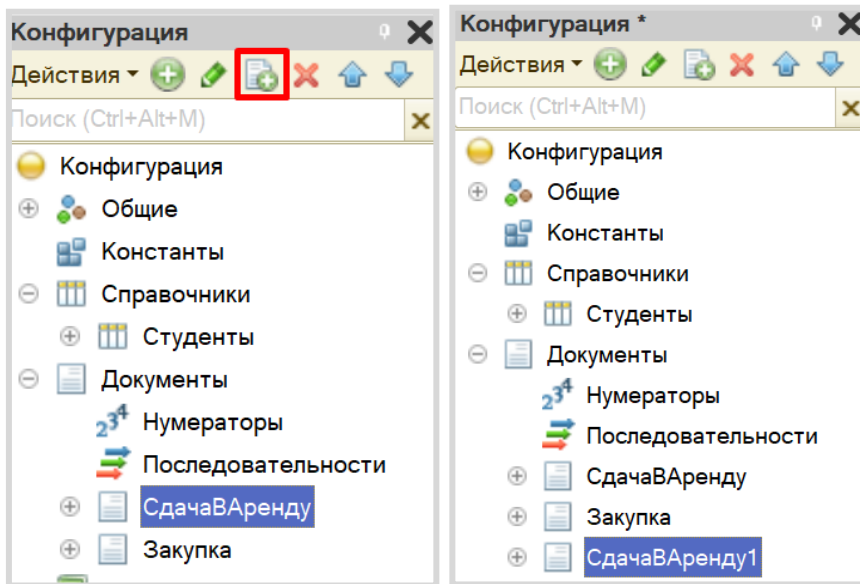 Конфигурация
Действия
Поиск (Ctrl+Alt+M)
Конфигурация
Общие
Константы
Справочники
Студенты
Документы
Нумераторы
Последовательности
СдачаВАренду
Закупка
Конфигурация *
Действия
Поиск (Ctrl+Alt+M)
Конфигурация
Общие
Константы
Справочники
Студенты
Документы
Нумераторы
Последовательности
СдачаВАренду
Закупка
СдачаВАренду1